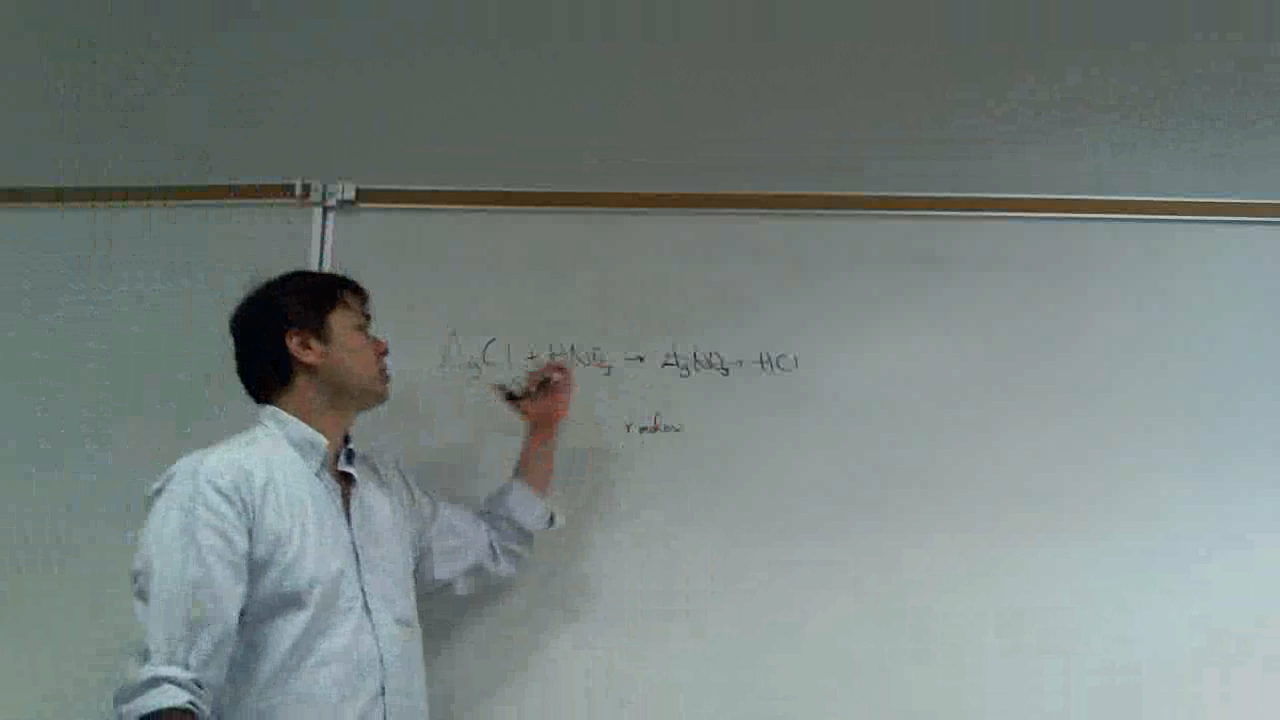 AgCl + HNO3 → AgNO3 + HCl